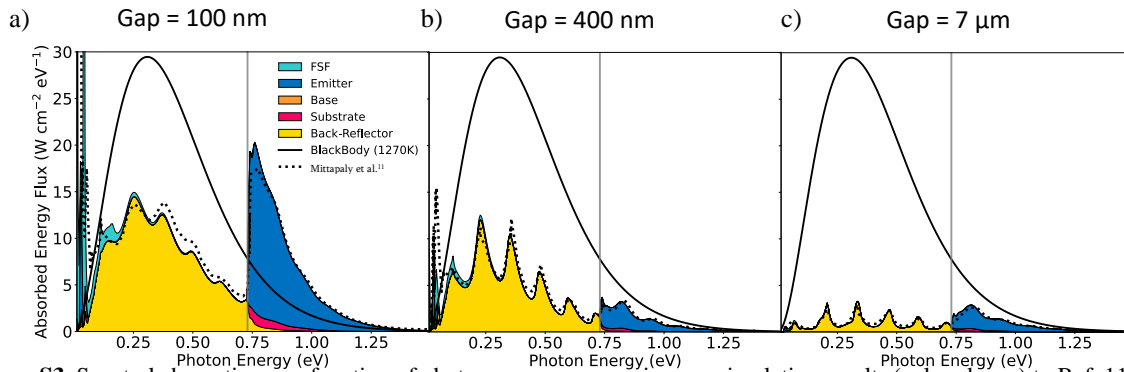 a) Gap = 100 nm b) Gap = 400 nm c) Gap = 7 µm
Absorbed Energy Flux (W cm⁻² eV⁻¹)
30
25
20
15
10
5
0
FSF
Emitter
Base
Substrate
Back-Reflector
BlackBody (1270K)
Mittapaly et al.¹¹
0.25 0.50 0.75 1.00 1.25 0.25 0.50 0.75 1.00 1.25 0.25 0.50 0.75 1.00 1.25
Photon Energy (eV) Photon Energy (eV) Photon Energy (eV)